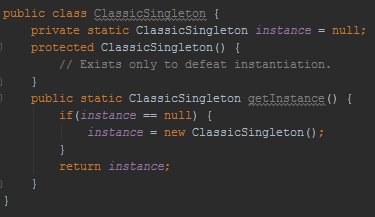 public class ClassicSingleton {
    private static ClassicSingleton instance = null;
    protected ClassicSingleton() {
        // Exists only to defeat instantiation.
    }
    public static ClassicSingleton getInstance() {
        if(instance == null) {
            instance = new ClassicSingleton();
        }
        return instance;
    }
}